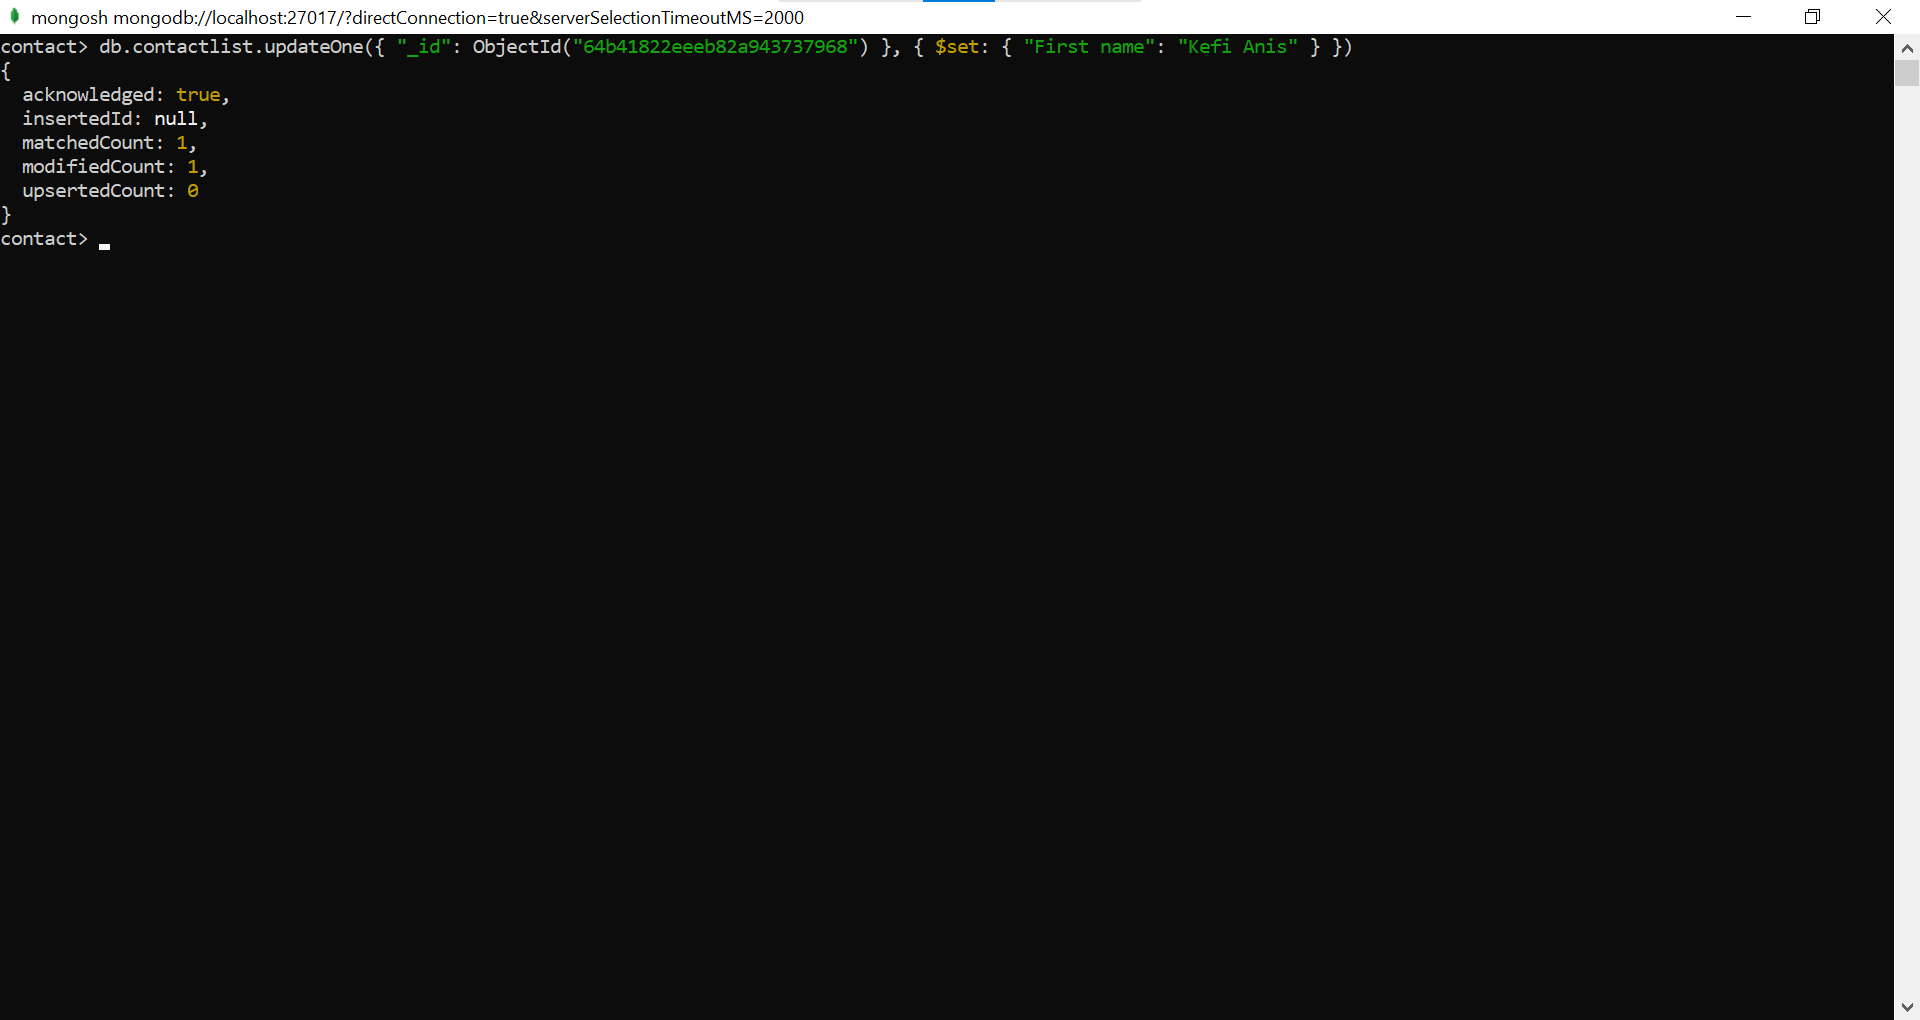 mongosh mongodb://localhost:27017/?directConnection=true&serverSelectionTimeoutMS=2000
contact> db.contactlist.updateOne({ "_id": ObjectId("64b41822eeeb82a943737968") }, { $set: { "First name": "Kefi Anis" } })
{
  acknowledged: true,
  insertedId: null,
  matchedCount: 1,
  modifiedCount: 1,
  upsertedCount: 0
}
contact>